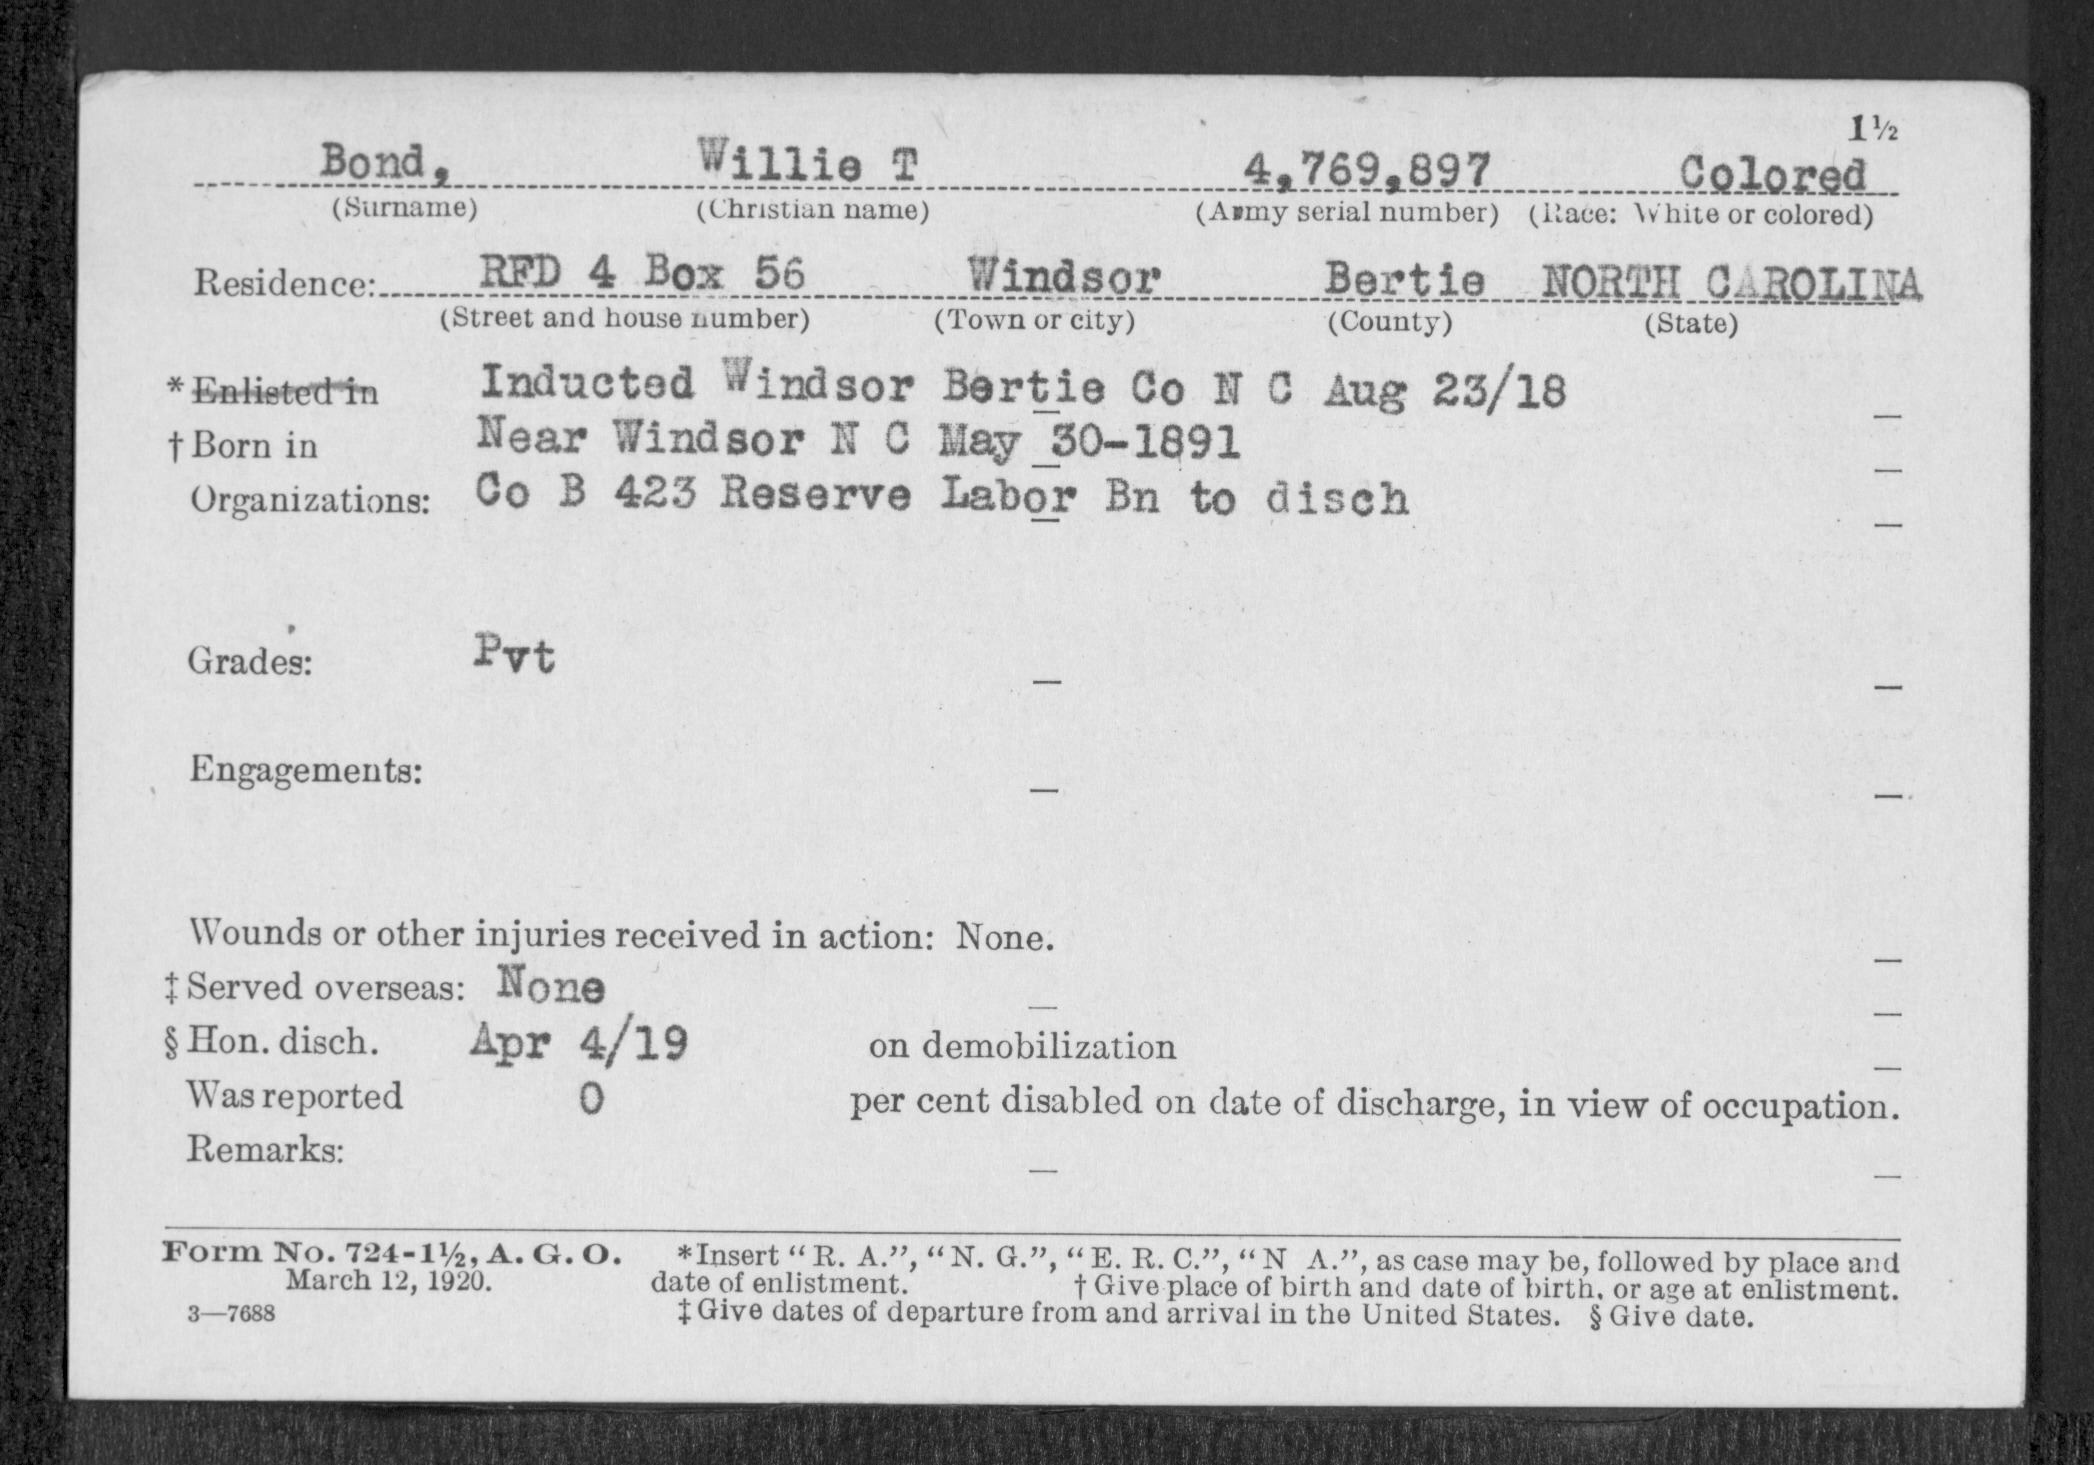 1½
Bond, Willie T 4,769,897 Colored
(Surname) (Christian name) (Army serial number) (Race: White or colored)
Residence: RFD 4 Box 56 Windsor Bertie NORTH CAROLINA
(Street and house number) (Town or city) (County) (State)
* Enlisted in Inducted Windsor Bertie Co N C Aug 23/18
† Born in Near Windsor N C May 30-1891
Organizations: Co B 423 Reserve Labor Bn to disch
Grades: Pvt
Engagements:
Wounds or other injuries received in action: None.
‡ Served overseas: None
§ Hon. disch. Apr 4/19 on demobilization
Was reported 0 per cent disabled on date of discharge, in view of occupation.
Remarks:
Form No. 724-1½, A. G. O. *Insert “R. A.”, “N. G.”, “E. R. C.”, “N A.”, as case may be, followed by place and
March 12, 1920. date of enlistment. † Give place of birth and date of birth, or age at enlistment.
3—7688 ‡ Give dates of departure from and arrival in the United States. § Give date.